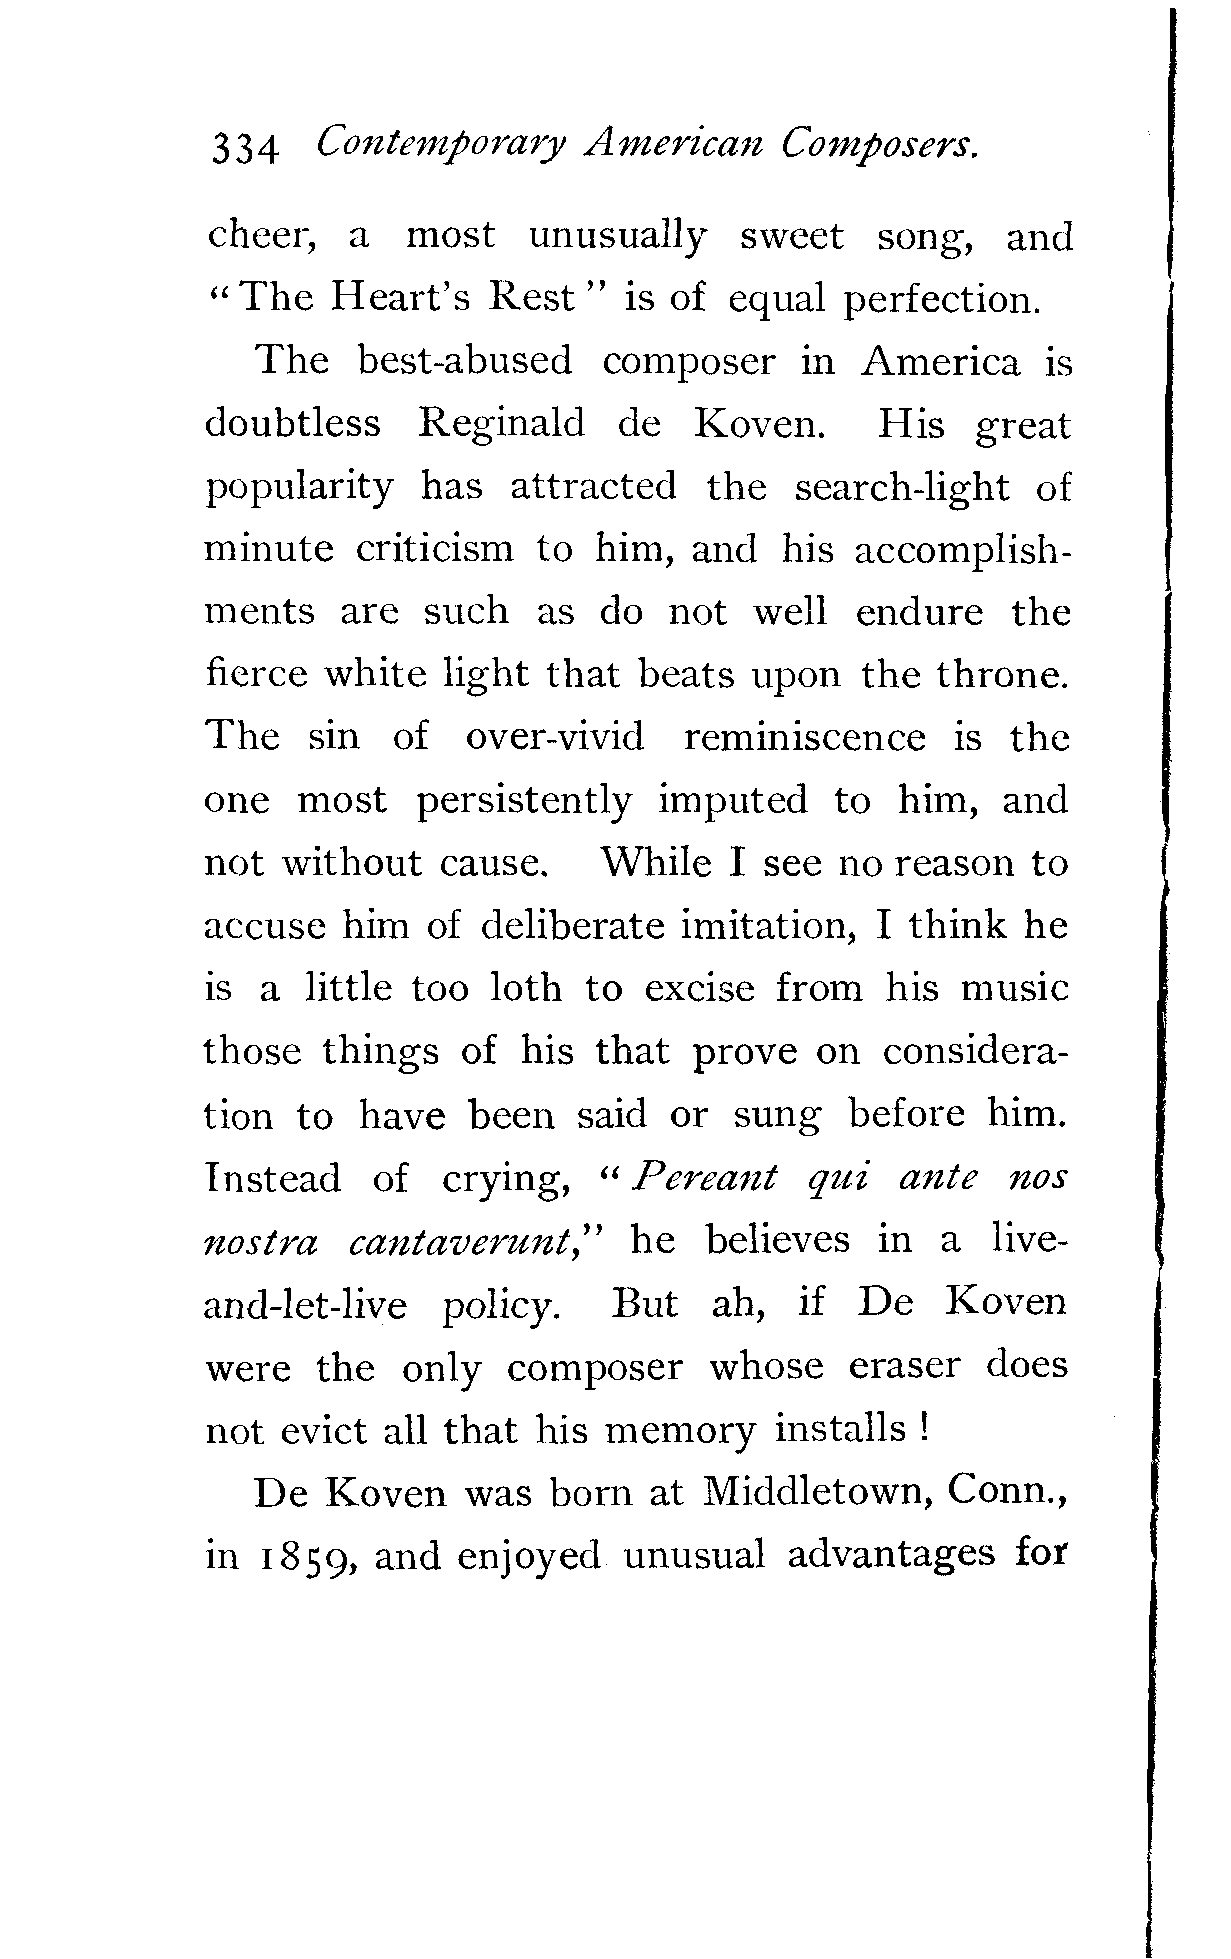 334 Contemporary American Composers.
cheer, a most unusually sweet song, and
“The Heart’s Rest” is of equal perfection.
The best-abused composer in America is
doubtless Reginald de Koven. His great
popularity has attracted the search-light of
minute criticism to him, and his accomplish-
ments are such as do not well endure the
fierce white light that beats upon the throne.
The sin of over-vivid reminiscence is the
one most persistently imputed to him, and
not without cause. While I see no reason to
accuse him of deliberate imitation, I think he
is a little too loth to excise from his music
those things of his that prove on considera-
tion to have been said or sung before him.
Instead of crying, “Pereant qui ante nos
nostra cantaverunt,” he believes in a live-
and-let-live policy. But ah, if De Koven
were the only composer whose eraser does
not evict all that his memory installs !
De Koven was born at Middletown, Conn.,
in 1859, and enjoyed unusual advantages for